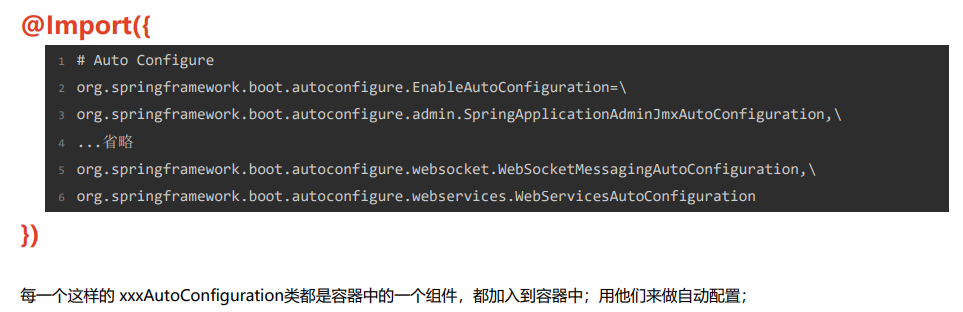 @Import({
1 # Auto Configure
2 org.springframework.boot.autoconfigure.EnableAutoConfiguration=\
3 org.springframework.boot.autoconfigure.admin.SpringApplicationAdminJmxAutoConfiguration,\
4 ...省略
5 org.springframework.boot.autoconfigure.websocket.WebSocketMessagingAutoConfiguration,\
6 org.springframework.boot.autoconfigure.webservices.WebServicesAutoConfiguration
})
每一个这样的 xxxAutoConfiguration类都是容器中的一个组件，都加入到容器中；用他们来做自动配置；